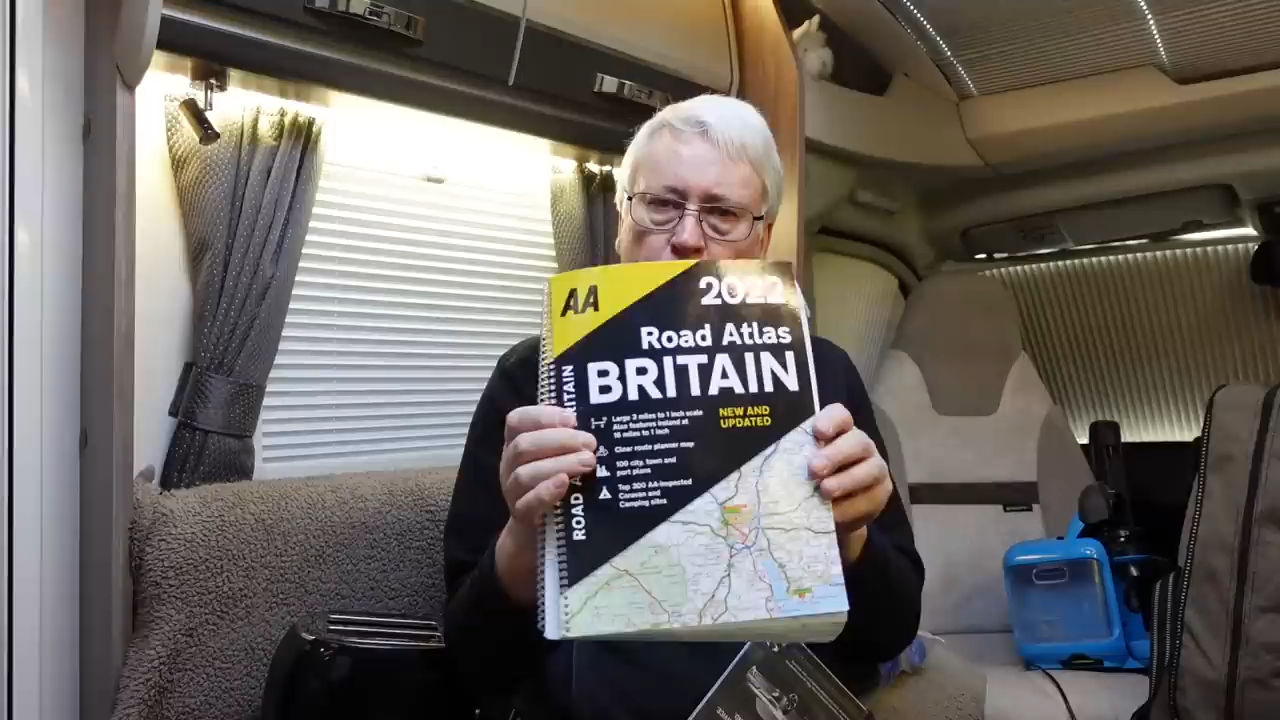 AA
2022
Road Atlas
BRITAIN
NEW AND
UPDATED
Large 3 miles to 1 inch scale
Also features Ireland at
16 miles to 1 inch
Clear route planner map
100 city, town and
port plans
Top 300 AA-inspected
Caravan and
Camping sites
ROAD A
ITAIN